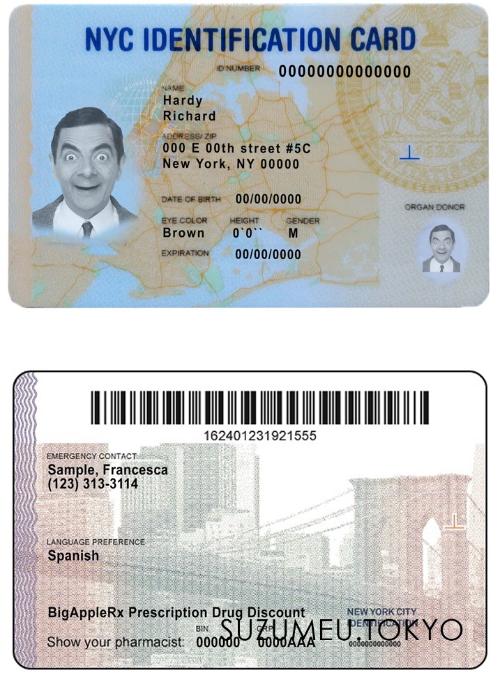 NYC IDENTIFICATION CARD
ID NUMBER 00000000000000
NAME
Hardy
Richard
ADDRESS/ ZIP
000 E 00th street #5C
New York, NY 00000
DATE OF BIRTH 00/00/0000
ORGAN DONOR
EYE COLOR HEIGHT GENDER
Brown 0`0`` M
EXPIRATION 00/00/0000
162401231921555
EMERGENCY CONTACT
Sample, Francesca
(123) 313-3114
LANGUAGE PREFERENCE
Spanish
BigAppleRx Prescription Drug Discount
NEW YORK CITY
IDENTIFICATION
BIN GRP
Show your pharmacist: 000000 0000AAA
SUZUMEU.TOKYO